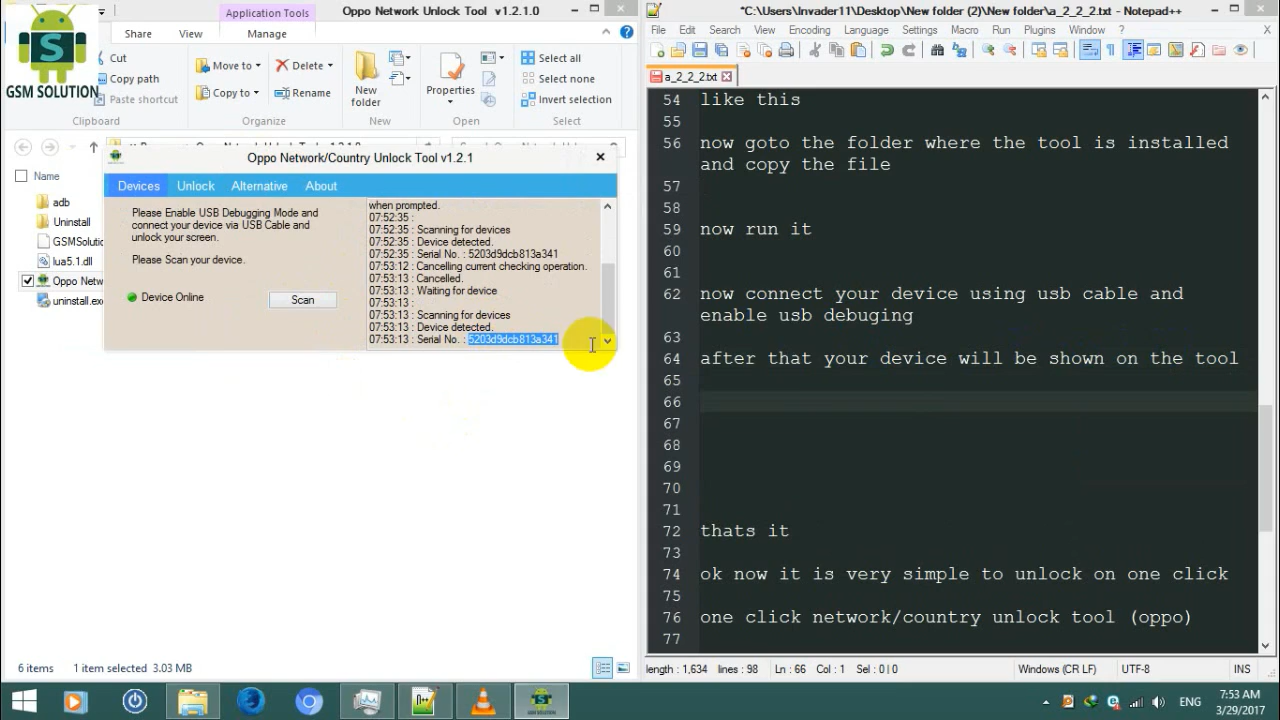 Application Tools
Oppo Network Unlock Tool v1.2.1.0
Share
View
Manage
Cut
Copy path
Paste shortcut
Clipboard
Move to
Copy to
Delete
Rename
Organize
New folder
New
Properties
Open
Select all
Select none
Invert selection
Select
GSM SOLUTION
Name
adb
Uninstall
GSMSolutio
lua5.1.dll
Oppo Netw
uninstall.exe
6 items
1 item selected 3.03 MB
Oppo Network/Country Unlock Tool v1.2.1
Devices
Unlock
Alternative
About
Please Enable USB Debugging Mode and
connect your device via USB Cable and
unlock your screen.
Please Scan your device.
Device Online
Scan
when prompted.
07:52:35 :
07:52:35 : Scanning for devices
07:52:35 : Device detected.
07:52:35 : Serial No. : 5203d9dcb813a341
07:53:12 : Cancelling current checking operation.
07:53:13 : Cancelled.
07:53:13 : Waiting for device
07:53:13 :
07:53:13 : Scanning for devices
07:53:13 : Device detected.
07:53:13 : Serial No. : 5203d9dcb813a341
*C:\Users\Invader11\Desktop\New folder (2)\New folder\a_2_2_2.txt - Notepad++
File Edit Search View Encoding Language Settings Macro Run Plugins Window ?
X
a_2_2_2.txt
54 like this
55
56 now goto the folder where the tool is installed
and copy the file
57
58
59 now run it
60
61
62 now connect your device using usb cable and
enable usb debuging
63
64 after that your device will be shown on the tool
65
66
67
68
69
70
71
72 thats it
73
74 ok now it is very simple to unlock on one click
75
76 one click network/country unlock tool (oppo)
77
length : 1,634 lines : 98 Ln : 66 Col : 1 Sel : 0 | 0 Windows (CR LF) UTF-8 INS
ENG
7:53 AM
3/29/2017